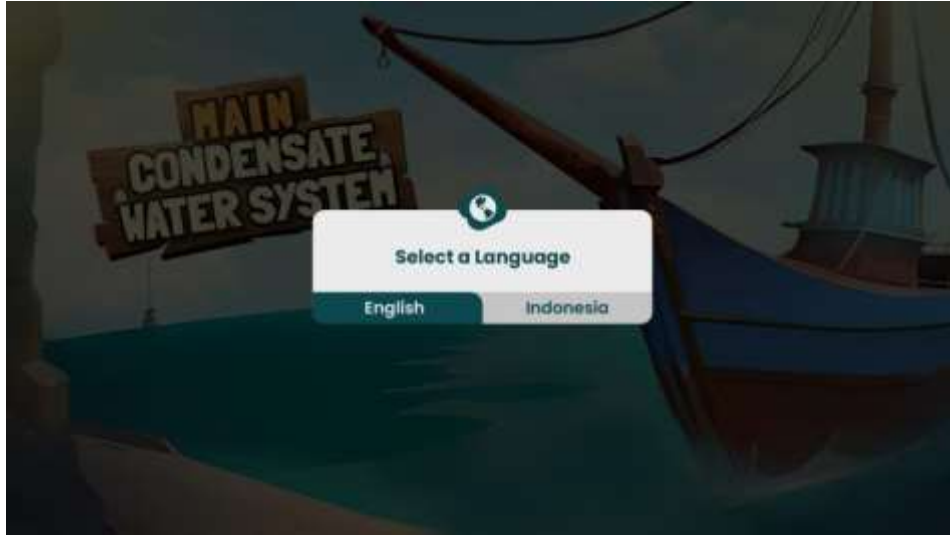 MAIN
CONDENSATE
WATER SYSTEM
Select a Language
English
Indonesia